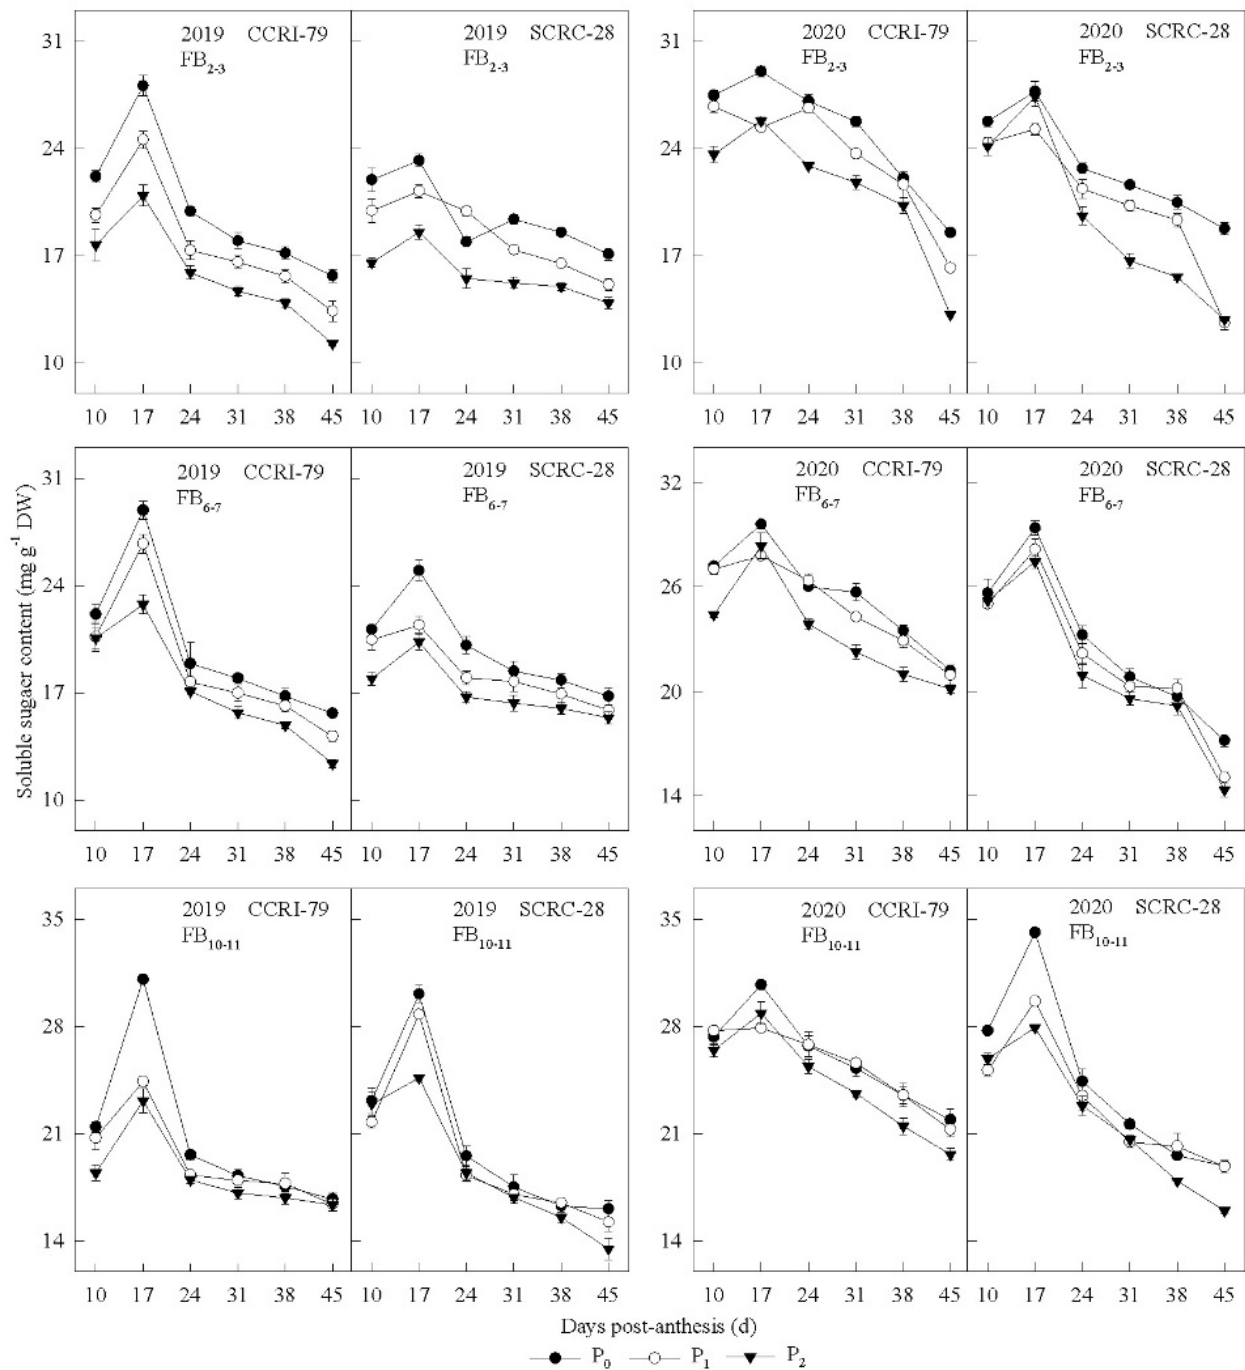 2019 CCRI-79
FB2-3
2019 SCRC-28
FB2-3
2020 CCRI-79
FB2-3
2020 SCRC-28
FB2-3
31
24
17
10
10 17 24 31 38 45
10 17 24 31 38 45
10 17 24 31 38 45
10 17 24 31 38 45
Soluble sugaer content (mg g-1 DW)
2019 CCRI-79
FB6-7
2019 SCRC-28
FB6-7
2020 CCRI-79
FB6-7
2020 SCRC-28
FB6-7
31
24
17
10
32
26
20
14
10 17 24 31 38 45
10 17 24 31 38 45
10 17 24 31 38 45
10 17 24 31 38 45
2019 CCRI-79
FB10-11
2019 SCRC-28
FB10-11
2020 CCRI-79
FB10-11
2020 SCRC-28
FB10-11
35
28
21
14
35
28
21
14
10 17 24 31 38 45
10 17 24 31 38 45
10 17 24 31 38 45
10 17 24 31 38 45
Days post-anthesis (d)
P0 P1 P2
31
24
17
10